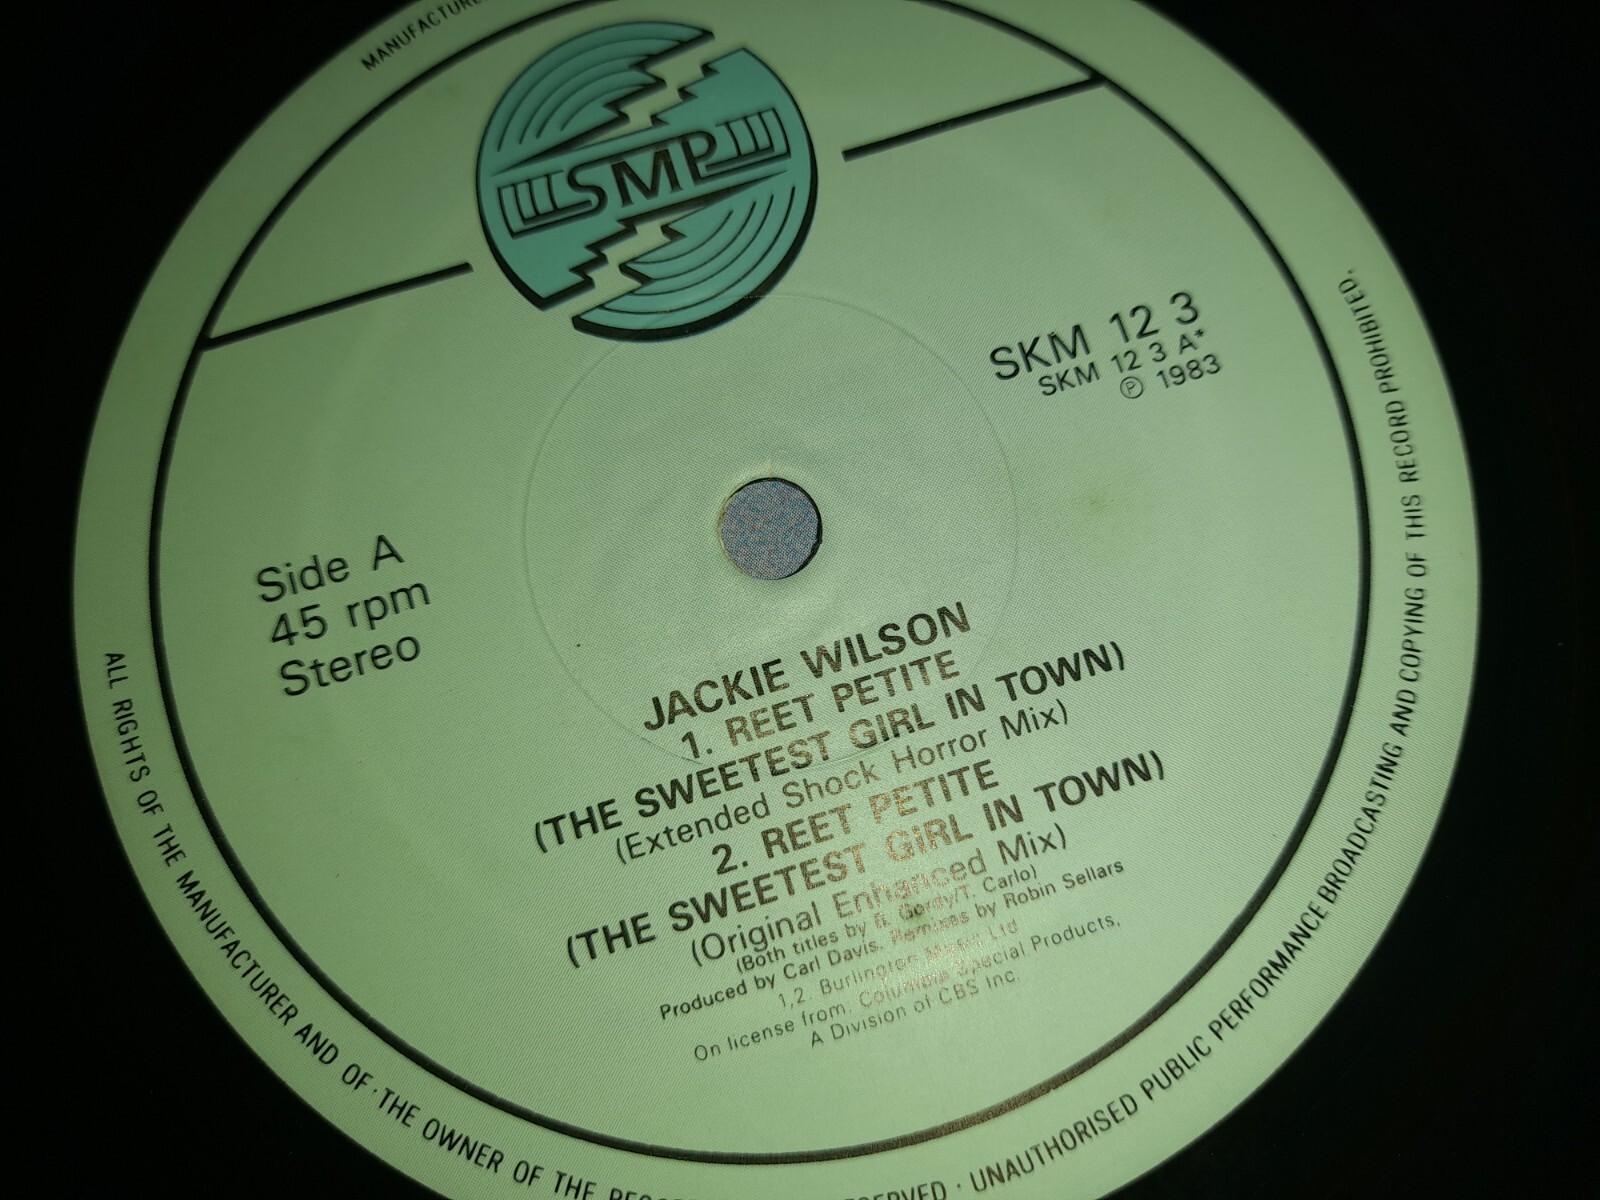 MANUFACTURE
SMP
SKM 12 3
SKM 12 3 A*
Ⓟ 1983
Side A
45 rpm
Stereo
JACKIE WILSON
1. REET PETITE
(THE SWEETEST GIRL IN TOWN)
(Extended Shock Horror Mix)
2. REET PETITE
(THE SWEETEST GIRL IN TOWN)
(Original Enhanced Mix)
(Both titles by B. Gordy/T. Carlo)
Produced by Carl Davis. Remixes by Robin Sellars
1,2. Burlington Music Ltd
On license from: Columbia Special Products,
A Division of CBS Inc.
ALL RIGHTS OF THE MANUFACTURER AND OF · THE OWNER OF THE
UNAUTHORISED PUBLIC PERFORMANCE BROADCASTING AND COPYING OF THIS RECORD PROHIBITED.